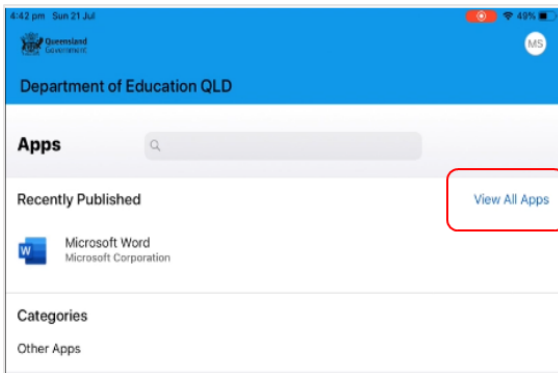 4:42 pm Sun 21 Jul
49%
Queensland
Government
MS
Department of Education QLD
Apps
Recently Published
View All Apps
W
Microsoft Word
Microsoft Corporation
Categories
Other Apps